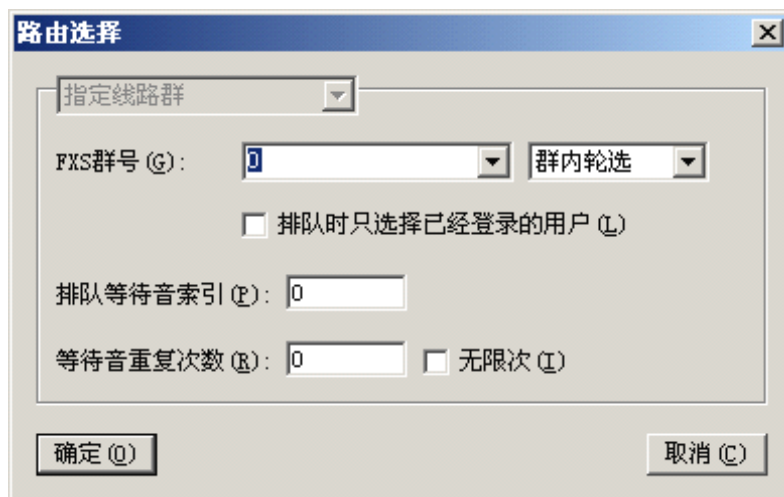 路由选择
指定线路群
FXS群号(G): 0 群内轮选
排队时只选择已经登录的用户(L)
排队等待音索引(P): 0
等待音重复次数(R): 0 无限次(I)
确定(O) 取消(C)